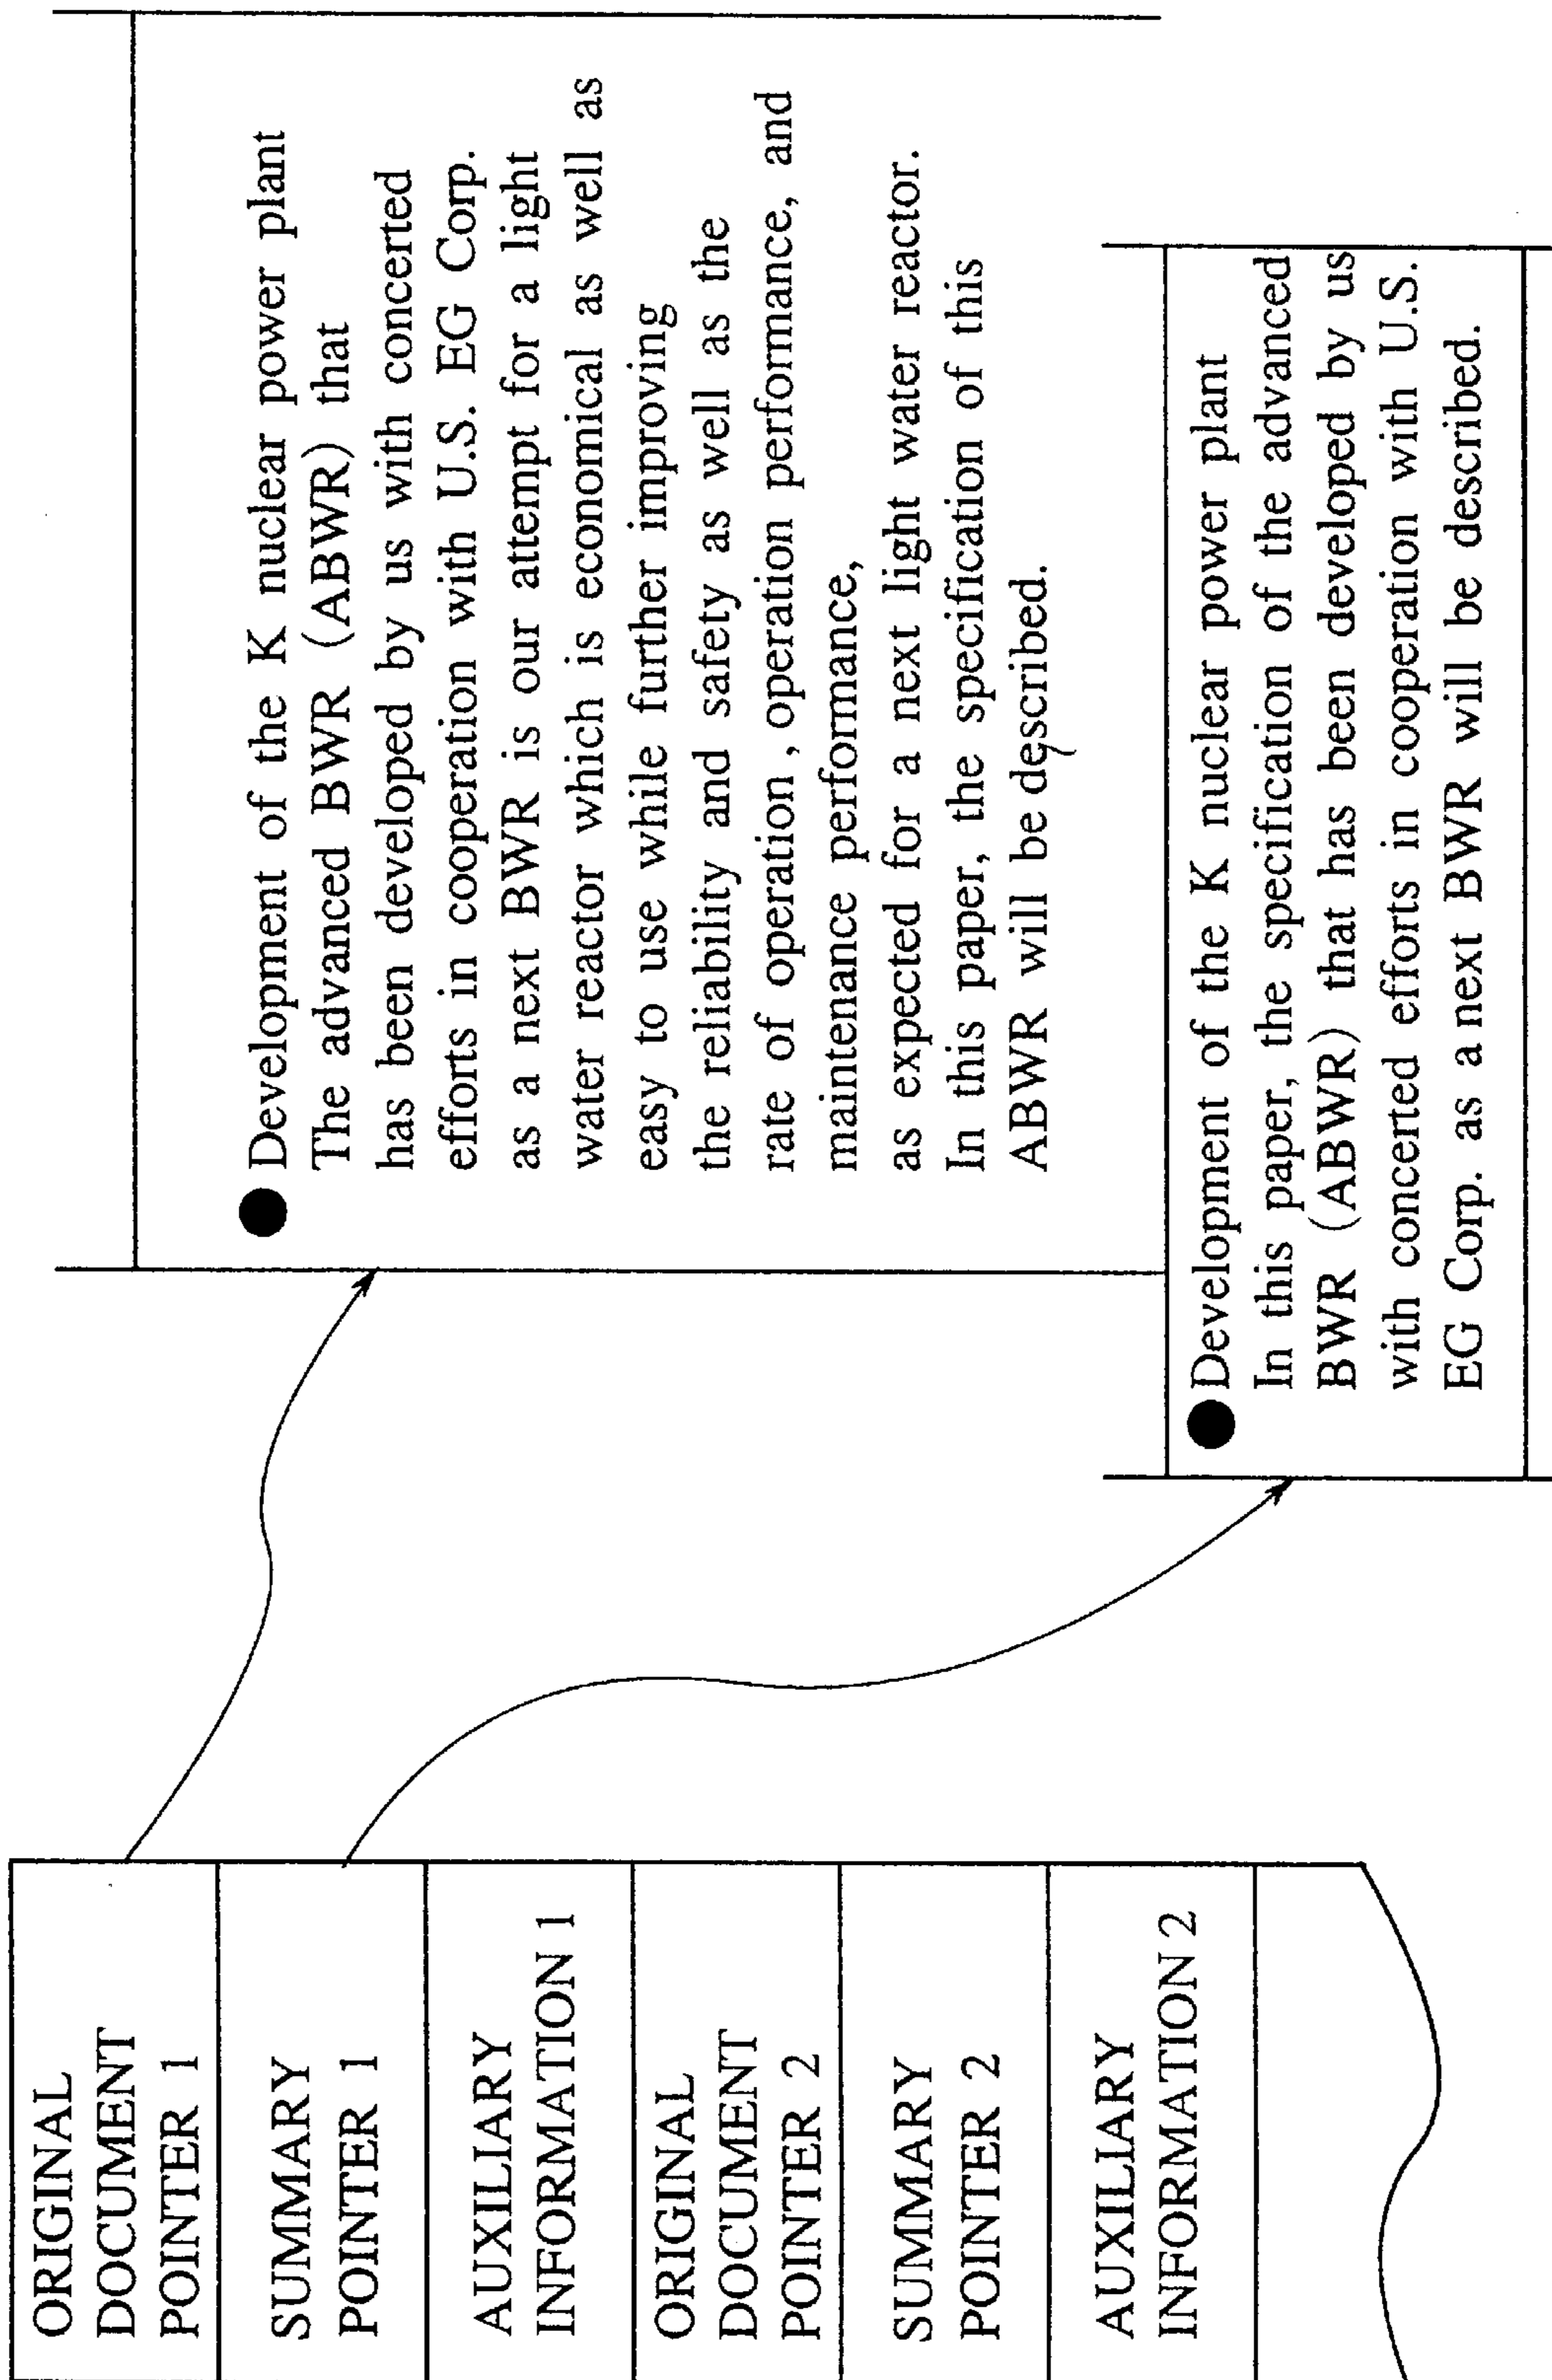 ORIGINAL
DOCUMENT
POINTER 1
SUMMARY
POINTER 1
AUXILIARY
INFORMATION 1
ORIGINAL
DOCUMENT
POINTER 2
SUMMARY
POINTER 2
AUXILIARY
INFORMATION 2
Development of the K nuclear power plant
The advanced BWR (ABWR) that
has been developed by us with concerted
efforts in cooperation with U.S. EG Corp.
as a next BWR is our attempt for a light
water reactor which is economical as well as
easy to use while further improving
the reliability and safety as well as the
rate of operation , operation performance, and
maintenance performance,
as expected for a next light water reactor.
In this paper, the specification of this
ABWR will be described.
Development of the K nuclear power plant
In this paper, the specification of the advanced
BWR (ABWR) that has been developed by us
with concerted efforts in cooperation with U.S.
EG Corp. as a next BWR will be described.